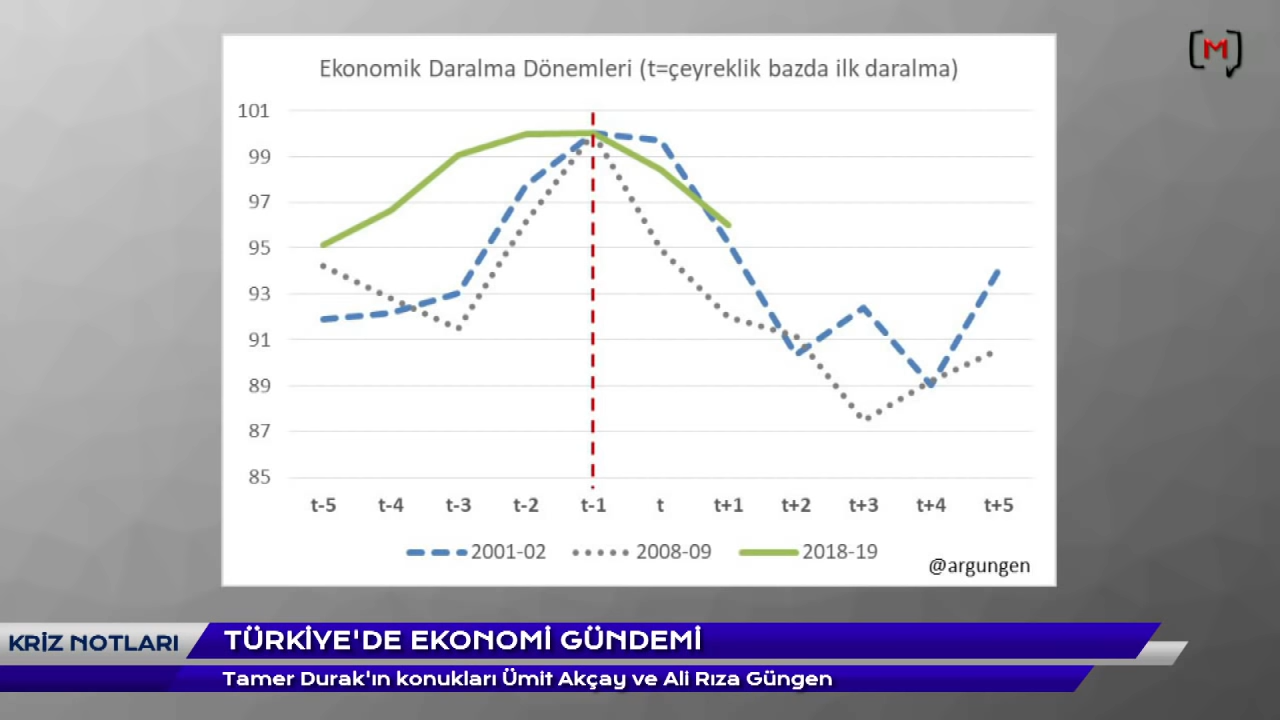 Ekonomik Daralma Dönemleri (t=çeyreklik bazda ilk daralma)
101
99
97
95
93
91
89
87
85
t-5 t-4 t-3 t-2 t-1 t t+1 t+2 t+3 t+4 t+5
2001-02 2008-09 2018-19
@argungen
M
KRİZ NOTLARI
TÜRKİYE'DE EKONOMİ GÜNDEMİ
Tamer Durak'ın konukları Ümit Akçay ve Ali Rıza Güngen